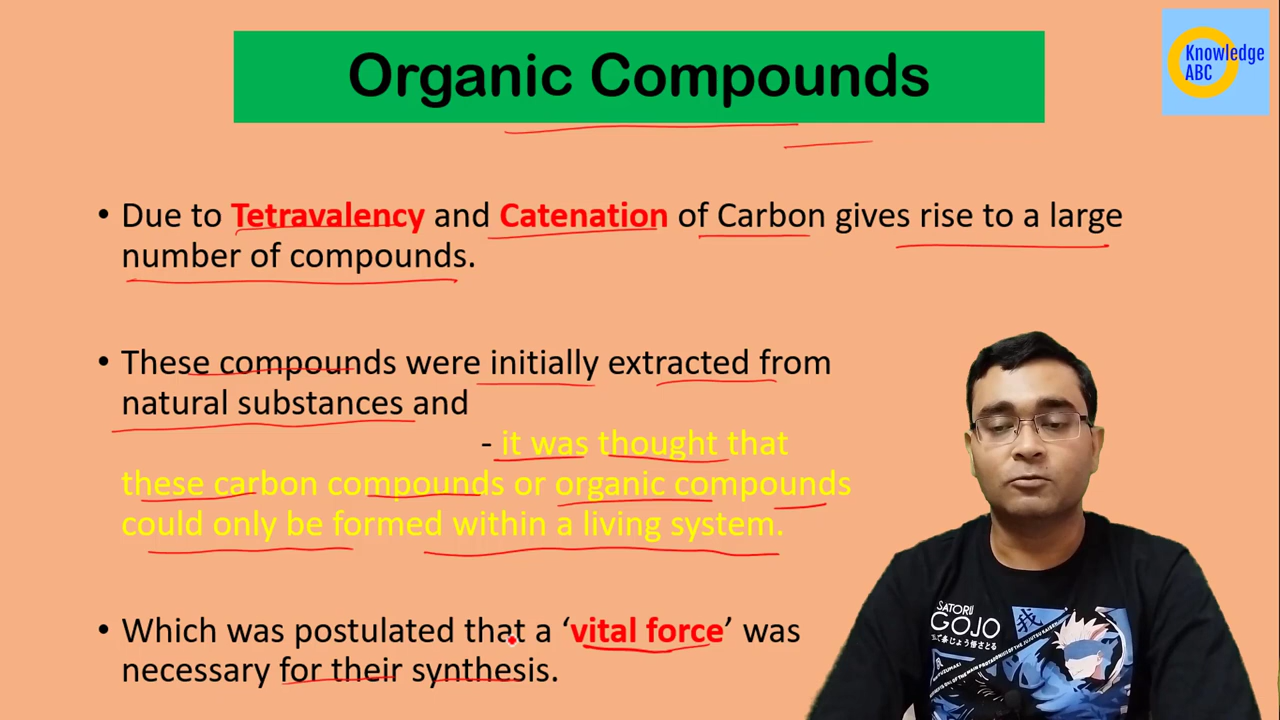 Knowledge
ABC
Organic Compounds
• Due to Tetravalency and Catenation of Carbon gives rise to a large
number of compounds.
• These compounds were initially extracted from
natural substances and
- it was thought that
these carbon compounds or organic compounds
could only be formed within a living system.
• Which was postulated that a ‘vital force’ was
necessary for their synthesis.
SATORU
GOJO
我